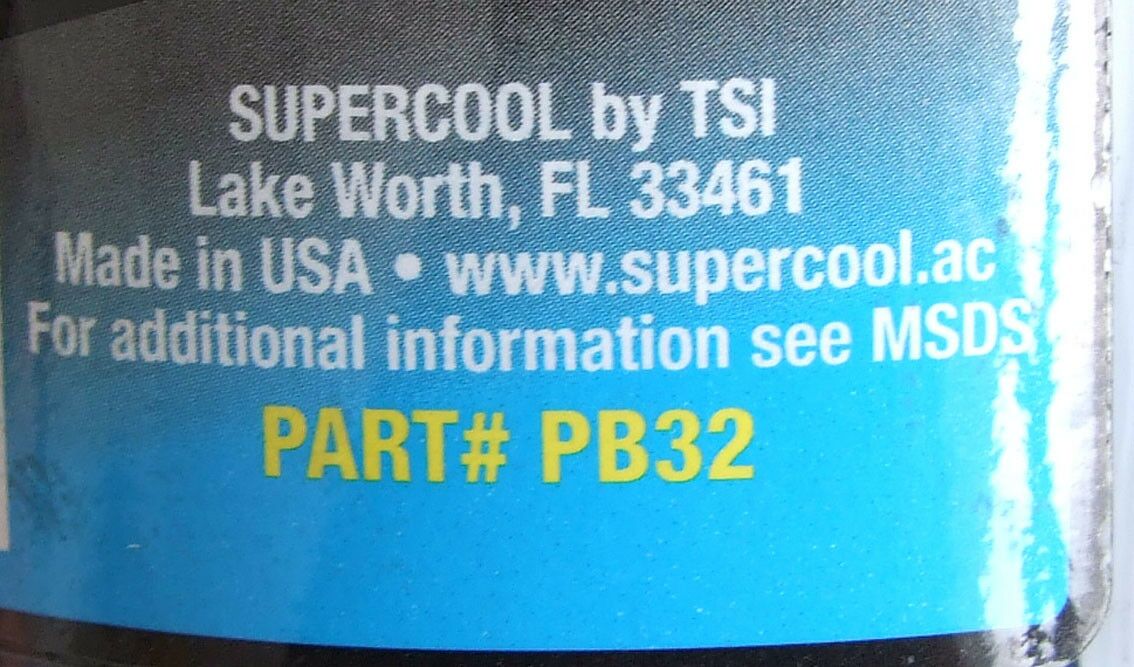 SUPERCOOL by TSI
Lake Worth, FL 33461
Made in USA • www.supercool.ac
For additional information see MSDS
PART# PB32